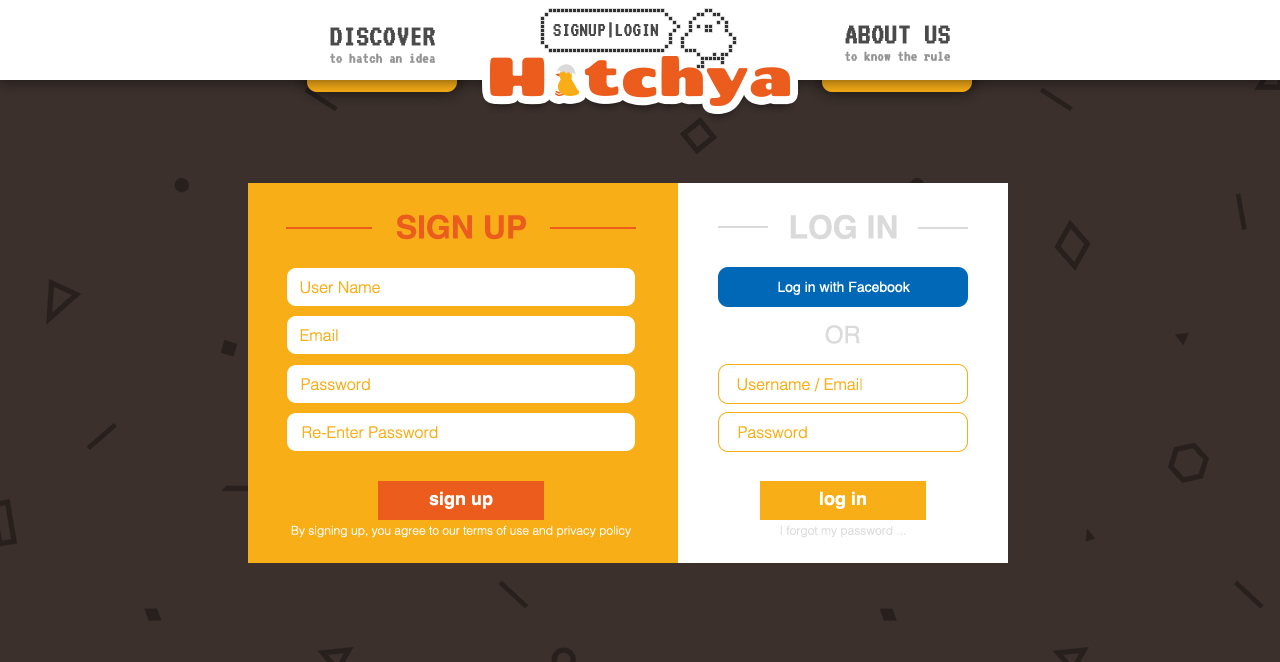 DISCOVER
to hatch an idea
SIGNUP|LOGIN
Hatchya
ABOUT US
to know the rule
SIGN UP
User Name
Email
Password
Re-Enter Password
sign up
By signing up, you agree to our terms of use and privacy policy
LOG IN
Log in with Facebook
OR
Username / Email
Password
log in
I forgot my password ...